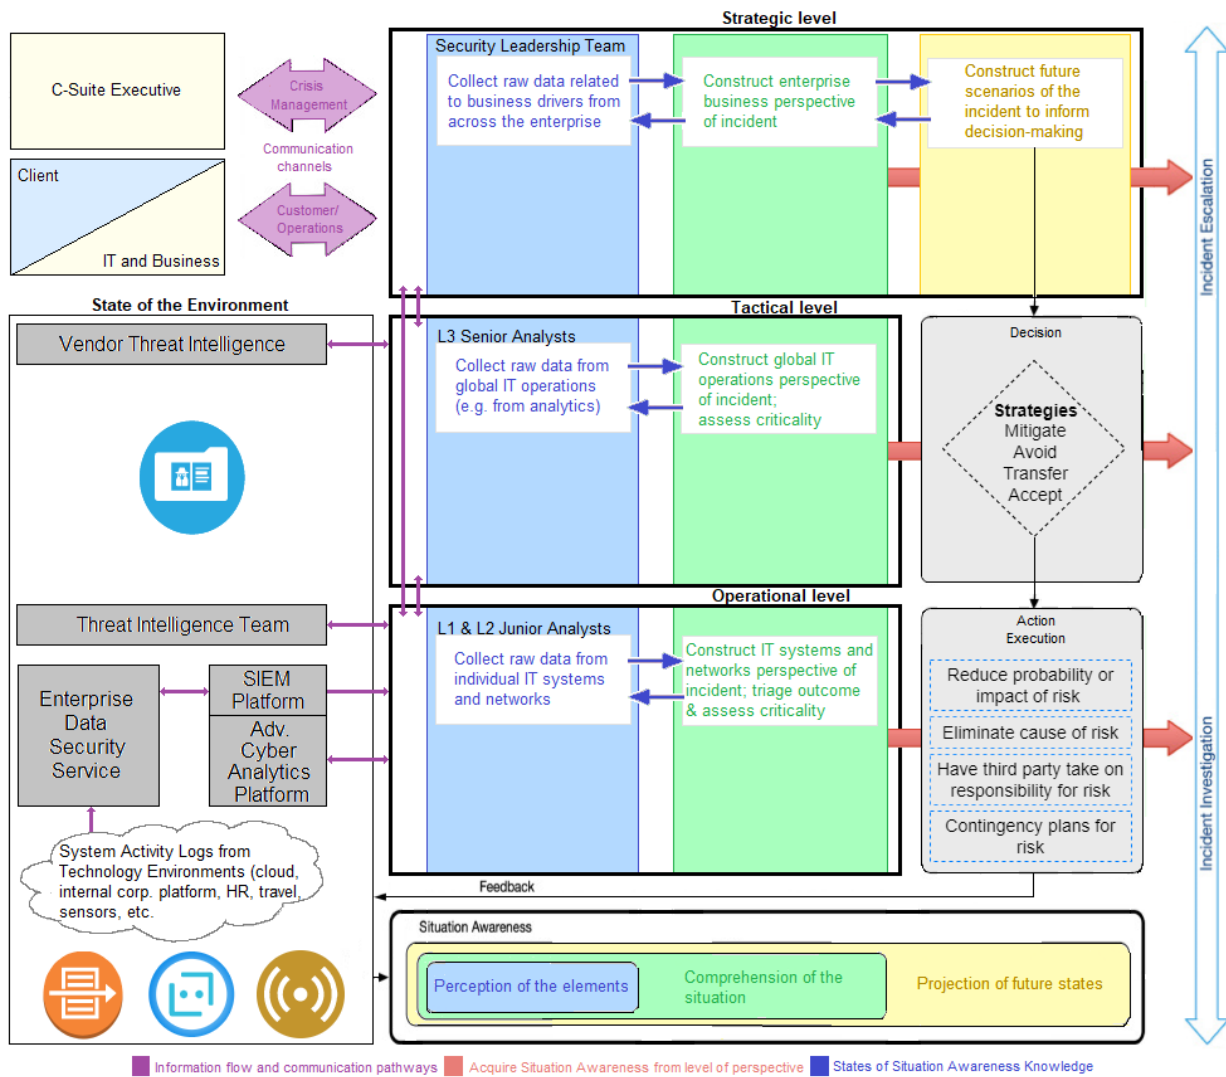 Strategic level
C-Suite Executive
Crisis
Management
Communication
channels
Client
IT and Business
Customer/
Operations
Security Leadership Team
Collect raw data related
to business drivers from
across the enterprise
Construct enterprise
business perspective
of incident
Construct future
scenarios of the
incident to inform
decision-making
Incident Escalation
State of the Environment
Vendor Threat Intelligence
Tactical level
L3 Senior Analysts
Collect raw data from
global IT operations
(e.g. from analytics)
Construct global IT
operations perspective
of incident;
assess criticality
Decision
Strategies
Mitigate
Avoid
Transfer
Accept
Threat Intelligence Team
Enterprise
Data
Security
Service
SIEM
Platform
Adv.
Cyber
Analytics
Platform
System Activity Logs from
Technology Environments (cloud,
internal corp. platform, HR, travel,
sensors, etc.
Operational level
L1 & L2 Junior Analysts
Collect raw data from
individual IT systems
and networks
Construct IT systems and
networks perspective of
incident; triage outcome
& assess criticality
Action
Execution
Reduce probability or
impact of risk
Eliminate cause of risk
Have third party take on
responsibility for risk
Contingency plans for
risk
Incident Investigation
Feedback
Situation Awareness
Perception of the elements
Comprehension of the
situation
Projection of future states
Information flow and communication pathways
Acquire Situation Awareness from level of perspective
States of Situation Awareness Knowledge